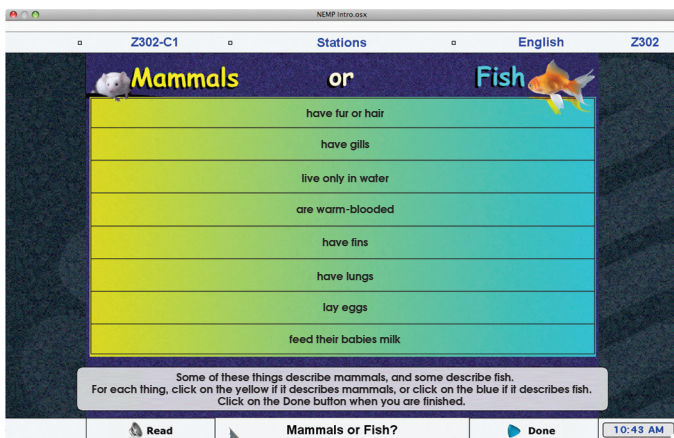 NEMP Intro.osx
Z302-C1 Stations English Z302
Mammals or Fish
have fur or hair
have gills
live only in water
are warm-blooded
have fins
have lungs
lay eggs
feed their babies milk
Some of these things describe mammals, and some describe fish.
For each thing, click on the yellow if it describes mammals, or click on the blue if it describes fish.
Click on the Done button when you are finished.
Read Mammals or Fish? Done 10:43 AM